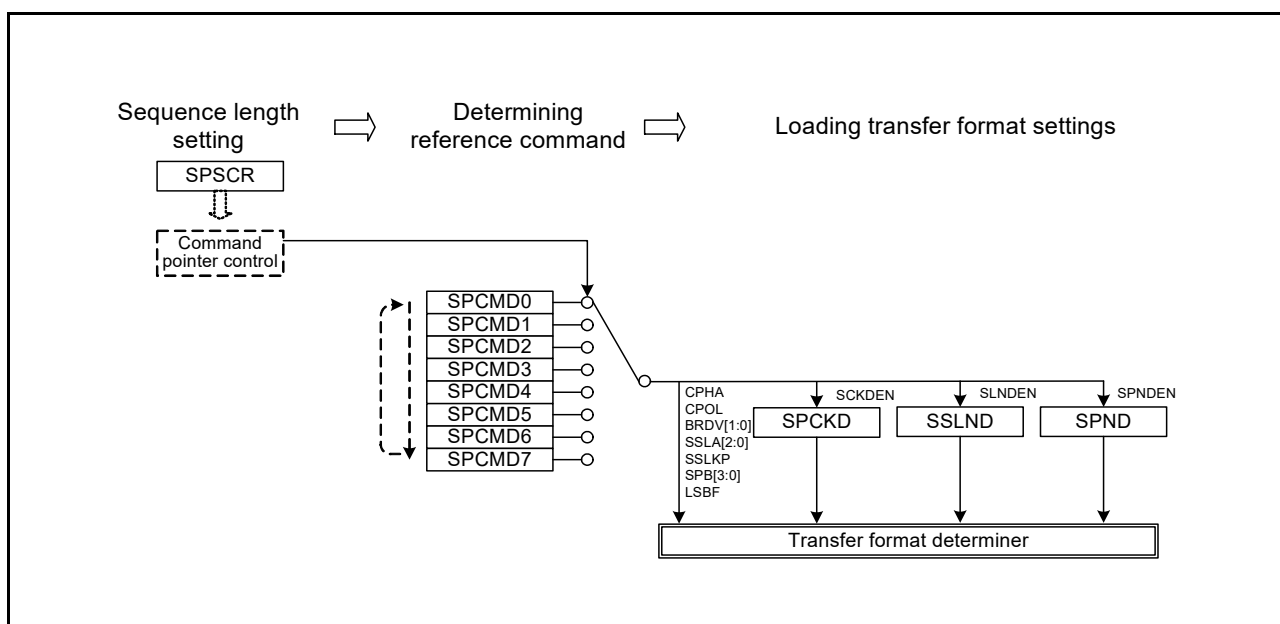 Sequence length
setting
Determining
reference command
Loading transfer format settings
SPSCR
Command
pointer control
SPCMD0
SPCMD1
SPCMD2
SPCMD3
SPCMD4
SPCMD5
SPCMD6
SPCMD7
CPHA
CPOL
BRDV[1:0]
SSLA[2:0]
SSLKP
SPB[3:0]
LSBF
SCKDEN
SPCKD
SLNDEN
SSLND
SPNDEN
SPND
Transfer format determiner